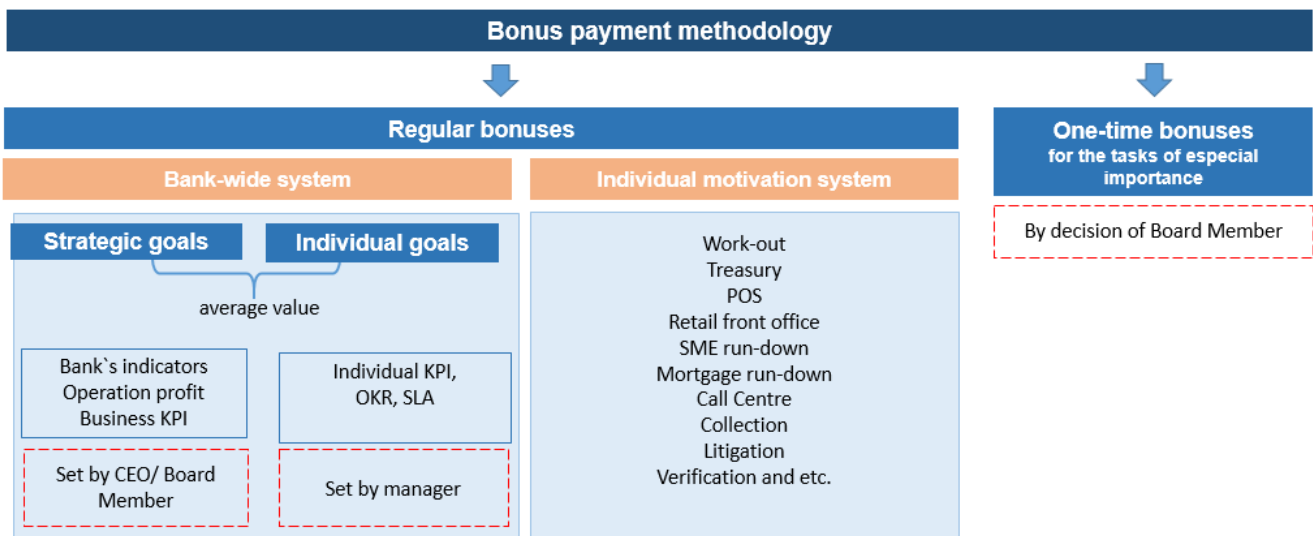 Bonus payment methodology
Regular bonuses
One-time bonuses
for the tasks of especial
importance
Bank-wide system
Individual motivation system
By decision of Board Member
Strategic goals
Individual goals
average value
Bank`s indicators
Operation profit
Business KPI
Individual KPI,
OKR, SLA
Set by CEO/ Board
Member
Set by manager
Work-out
Treasury
POS
Retail front office
SME run-down
Mortgage run-down
Call Centre
Collection
Litigation
Verification and etc.